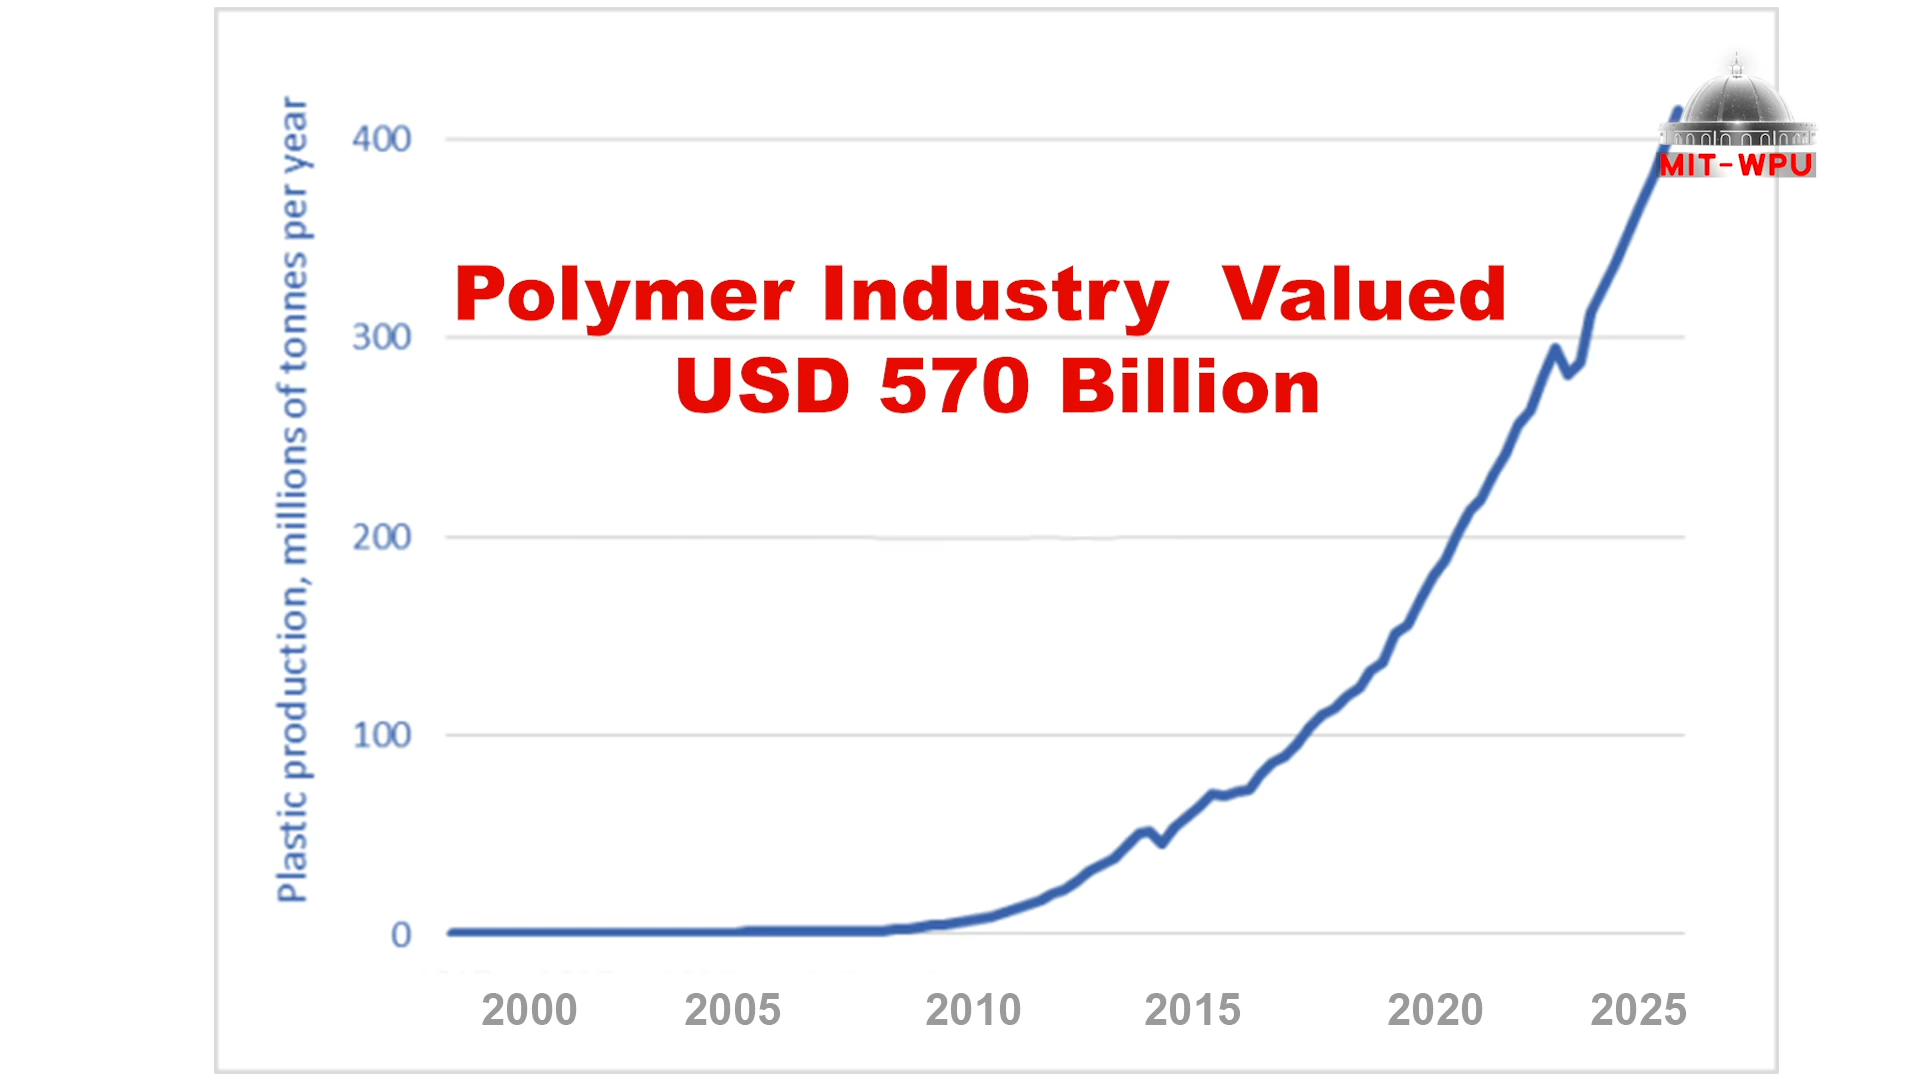 Plastic production, millions of tonnes per year
400
300
200
100
0
Polymer Industry  Valued
USD 570 Billion
MIT-WPU
2000 2005 2010 2015 2020 2025